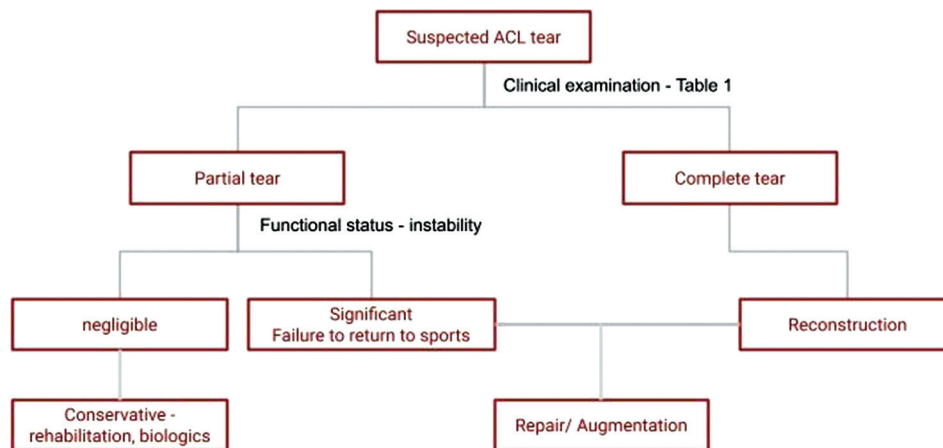 Suspected ACL tear
Clinical examination - Table 1
Partial tear
Complete tear
Functional status - instability
negligible
Significant
Failure to return to sports
Reconstruction
Conservative -
rehabilitation, biologics
Repair/ Augmentation